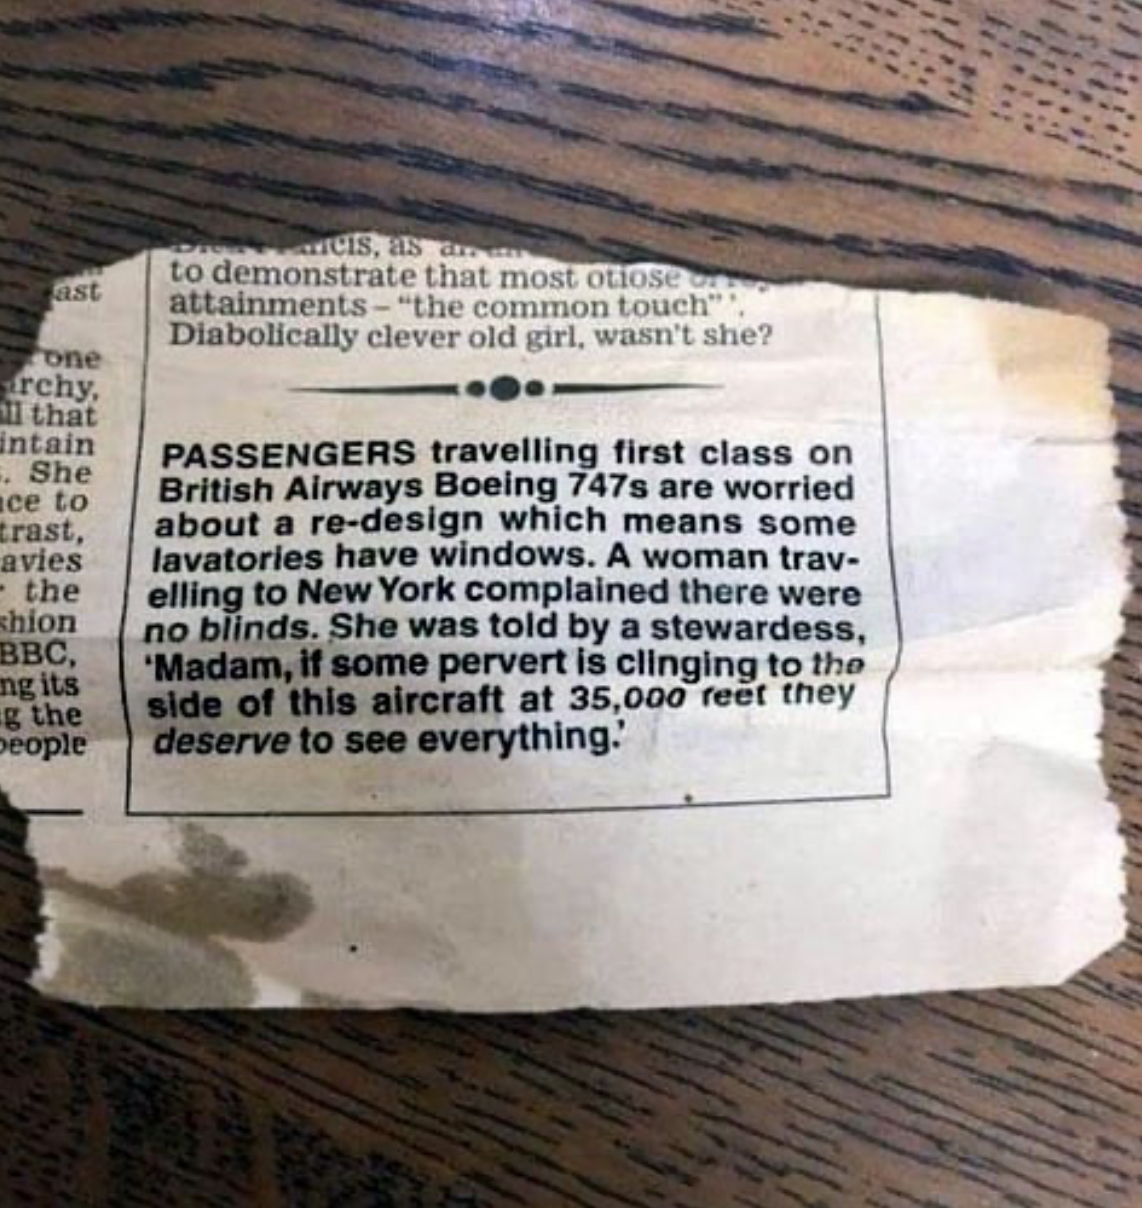 ast
one
archy,
all that
intain
. She
ce to
trast,
avies
the
shion
BBC,
ng its
g the
people
to demonstrate that most otiose
attainments – “the common touch” ’.
Diabolically clever old girl, wasn't she?
PASSENGERS travelling first class on
British Airways Boeing 747s are worried
about a re-design which means some
lavatories have windows. A woman trav-
elling to New York complained there were
no blinds. She was told by a stewardess,
‘Madam, if some pervert is clinging to the
side of this aircraft at 35,000 feet they
deserve to see everything.’